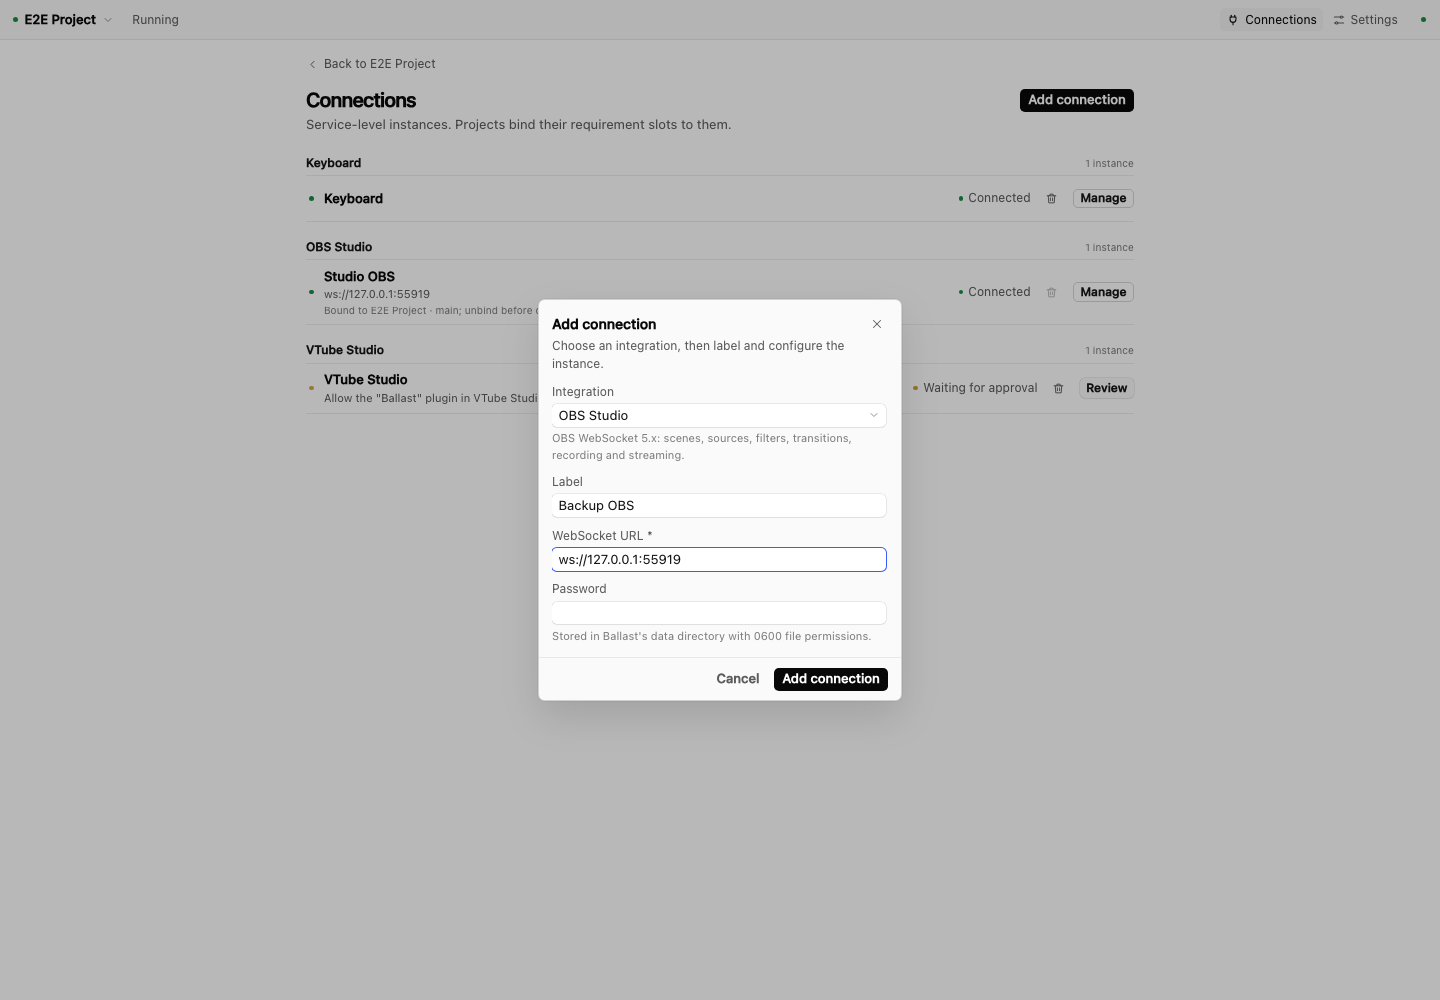 E2E Project
Running
Connections
Settings
Back to E2E Project
Connections
Add connection
Service-level instances. Projects bind their requirement slots to them.
Keyboard
1 instance
Keyboard
Connected
Manage
OBS Studio
1 instance
Studio OBS
ws://127.0.0.1:55919
Bound to E2E Project · main; unbind before
Connected
Manage
VTube Studio
1 instance
VTube Studio
Allow the "Ballast" plugin in VTube Studi
Waiting for approval
Review
Add connection
Choose an integration, then label and configure the
instance.
Integration
OBS Studio
OBS WebSocket 5.x: scenes, sources, filters, transitions,
recording and streaming.
Label
Backup OBS
WebSocket URL *
ws://127.0.0.1:55919
Password
Stored in Ballast's data directory with 0600 file permissions.
Cancel
Add connection